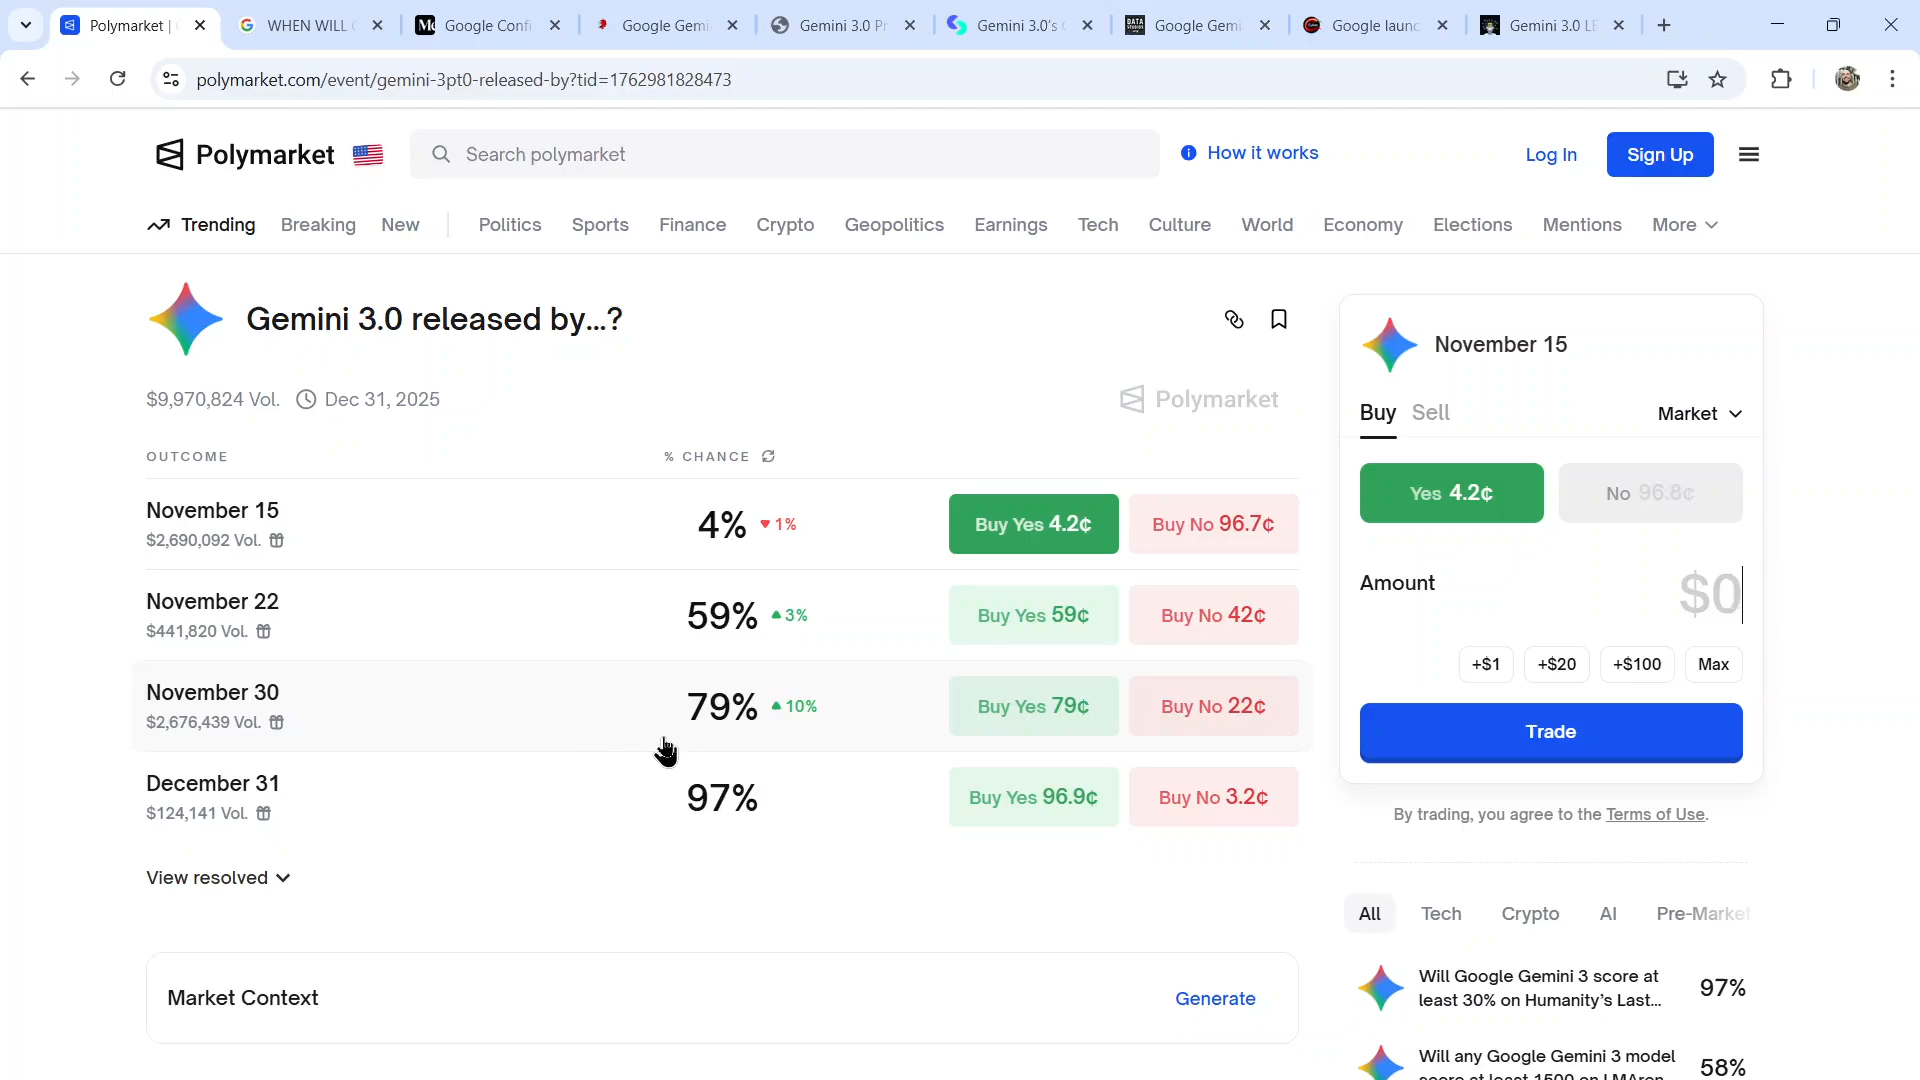 Polymarket |
WHEN WILL
Google Confi
Google Gemi
Gemini 3.0 Pr
Gemini 3.0's
DATA STUDIOS
Google Gemi
Google launc
Gemini 3.0 LE
polymarket.com/event/gemini-3pt0-released-by?tid=1762981828473
Polymarket
Search polymarket
How it works
Log In
Sign Up
Trending Breaking New Politics Sports Finance Crypto Geopolitics Earnings Tech Culture World Economy Elections Mentions More
Gemini 3.0 released by...?
$9,970,824 Vol. Dec 31, 2025
Polymarket
OUTCOME % CHANCE
November 15
$2,690,092 Vol.
4% 1%
Buy Yes 4.2¢ Buy No 96.7¢
November 22
$441,820 Vol.
59% 3%
Buy Yes 59¢ Buy No 42¢
November 30
$2,676,439 Vol.
79% 10%
Buy Yes 79¢ Buy No 22¢
December 31
$124,141 Vol.
97%
Buy Yes 96.9¢ Buy No 3.2¢
View resolved
Market Context Generate
November 15
Buy Sell Market
Yes 4.2¢ No 96.8¢
Amount $0
+$1 +$20 +$100 Max
Trade
By trading, you agree to the Terms of Use.
All Tech Crypto AI Pre-Market
Will Google Gemini 3 score at
least 30% on Humanity's Last...
97%
Will any Google Gemini 3 model
score at least 1500 on LMAren
58%